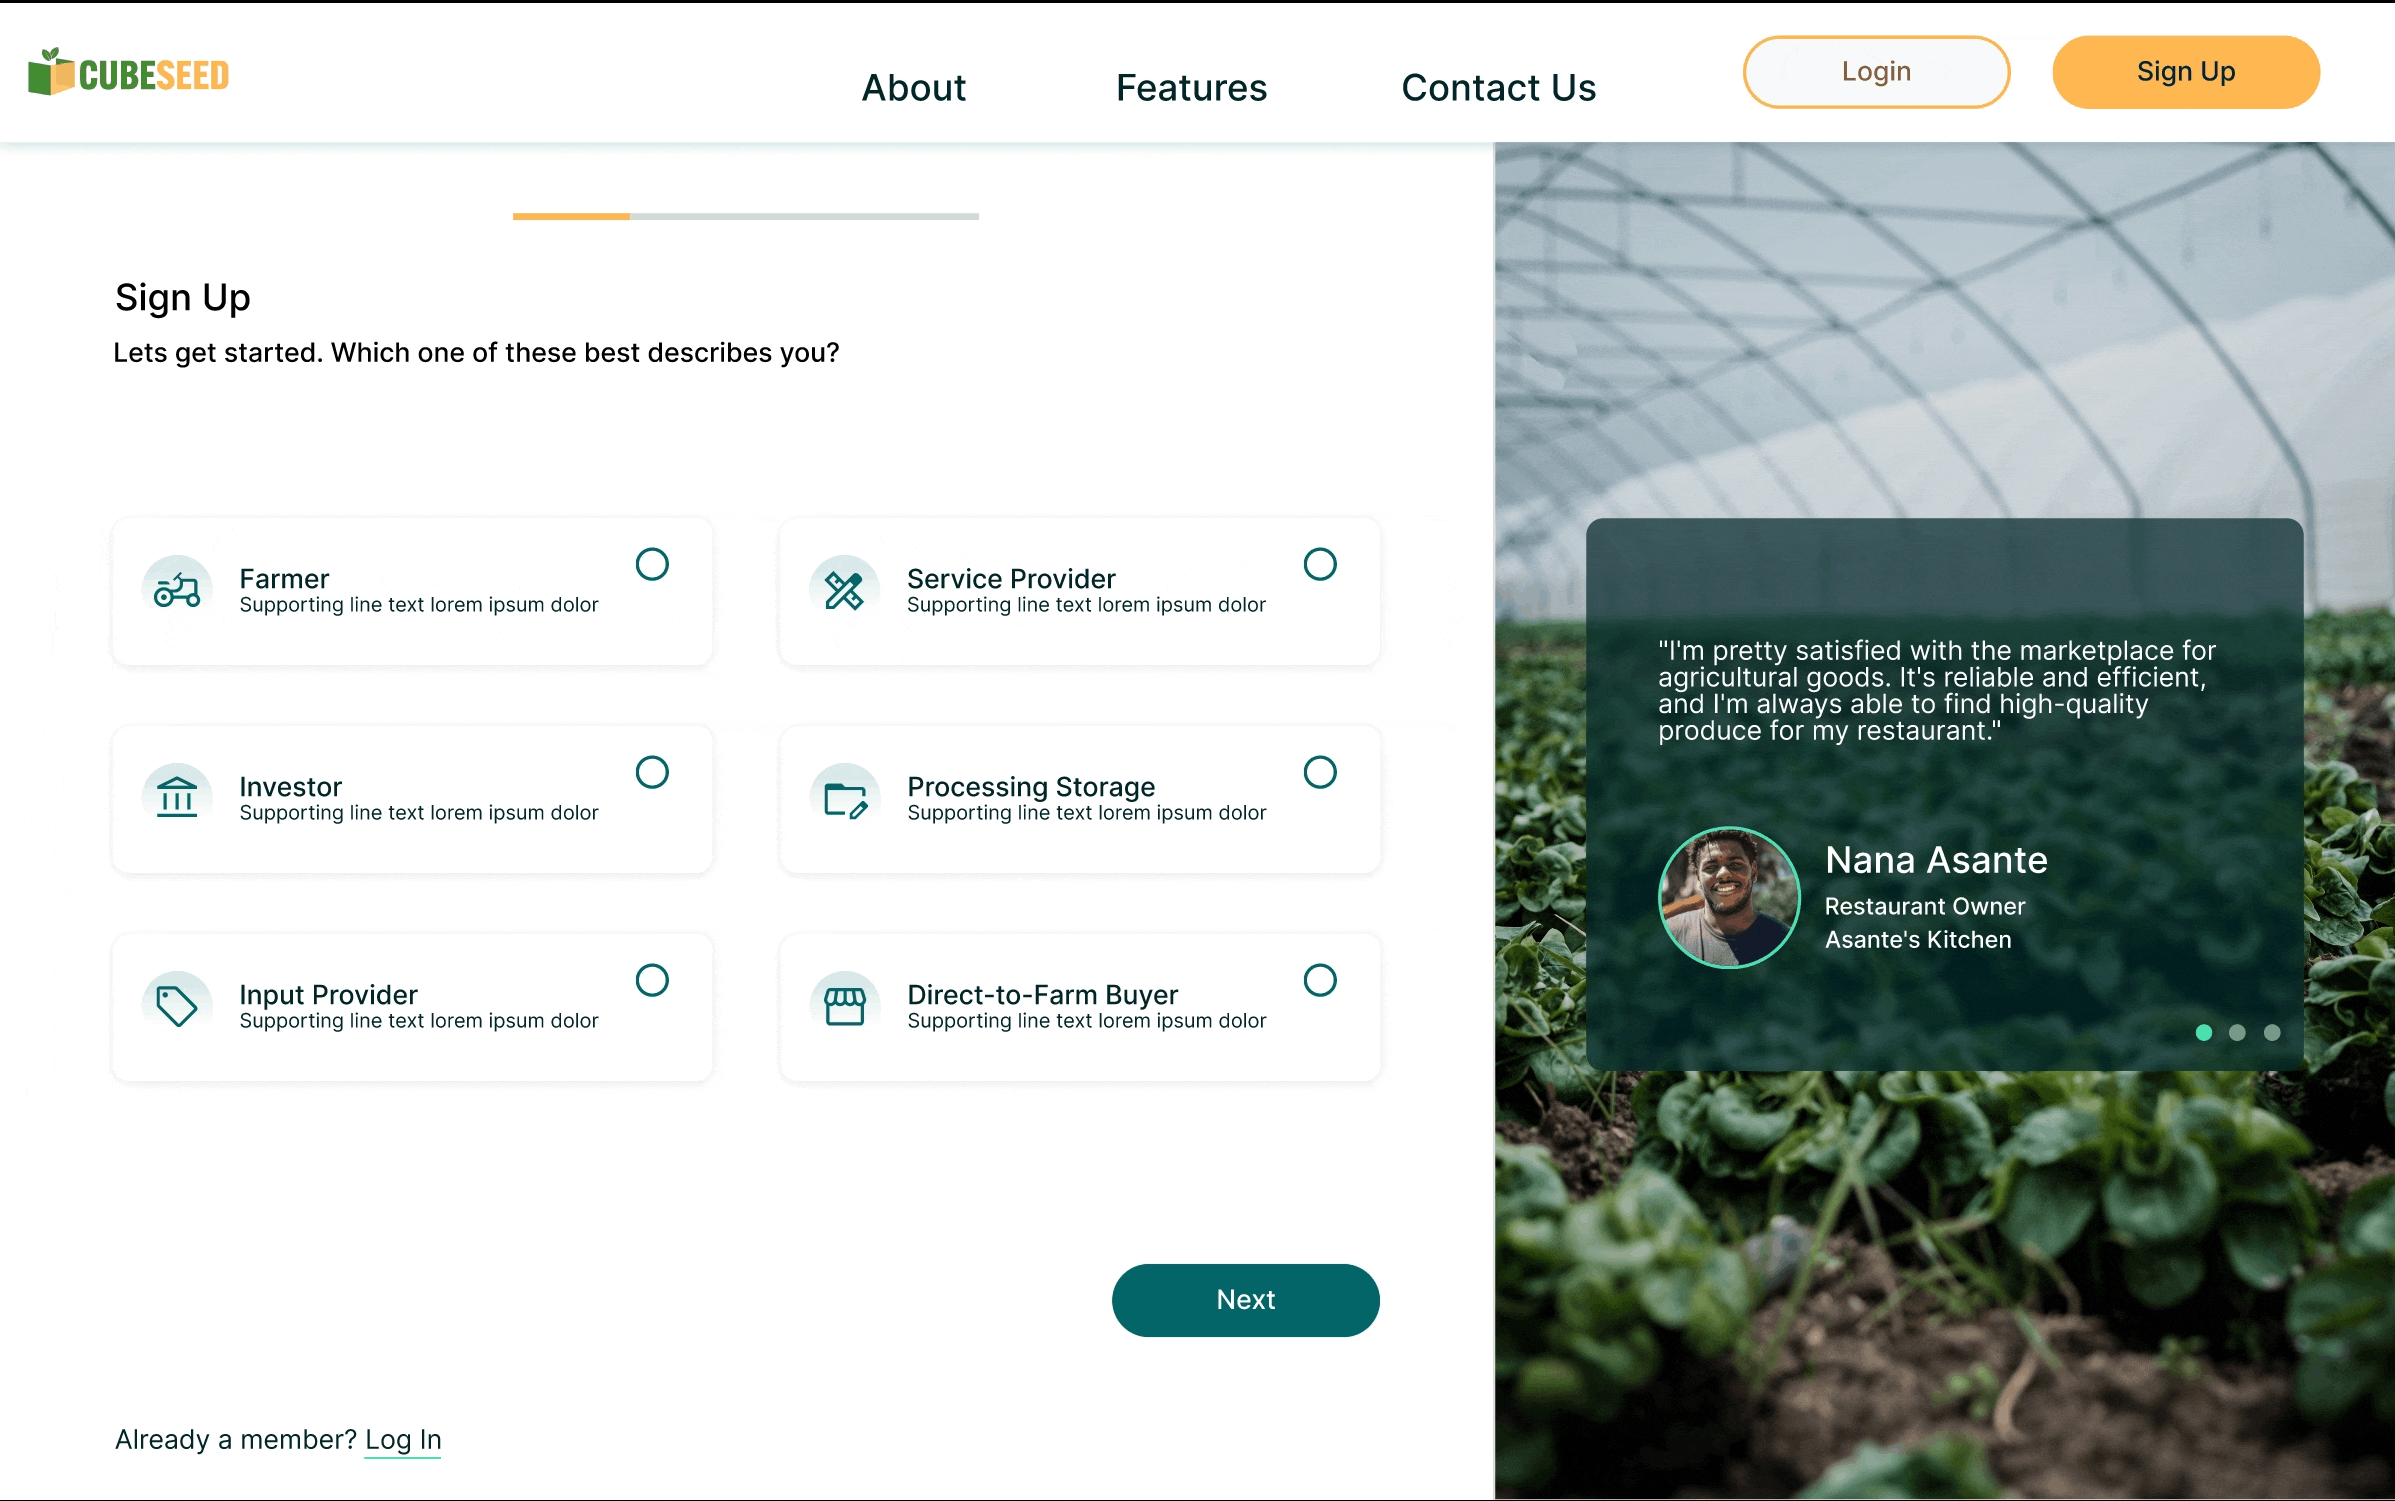 CUBESEED
About
Features
Contact Us
Login
Sign Up
Sign Up
Lets get started. Which one of these best describes you?
Farmer
Supporting line text lorem ipsum dolor
Service Provider
Supporting line text lorem ipsum dolor
Investor
Supporting line text lorem ipsum dolor
Processing Storage
Supporting line text lorem ipsum dolor
Input Provider
Supporting line text lorem ipsum dolor
Direct-to-Farm Buyer
Supporting line text lorem ipsum dolor
Next
Already a member? Log In
"I'm pretty satisfied with the marketplace for
agricultural goods. It's reliable and efficient,
and I'm always able to find high-quality
produce for my restaurant."
Nana Asante
Restaurant Owner
Asante's Kitchen